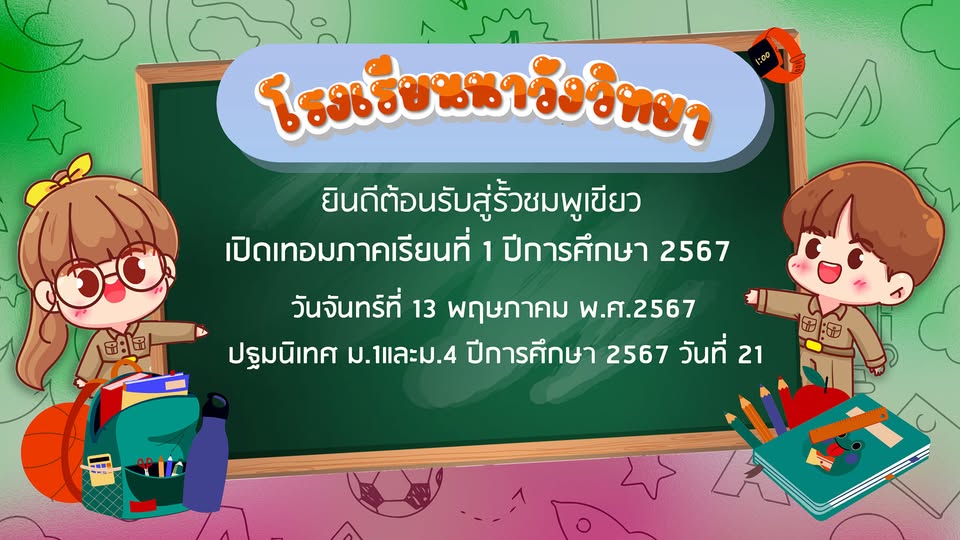 1:00
โรงเรียนนาวังวิทยา
ยินดีต้อนรับสู่รั้วชมพูเขียว
เปิดเทอมภาคเรียนที่ 1 ปีการศึกษา 2567
วันจันทร์ที่ 13 พฤษภาคม พ.ศ.2567
ปฐมนิเทศ ม.1และม.4 ปีการศึกษา 2567 วันที่ 21